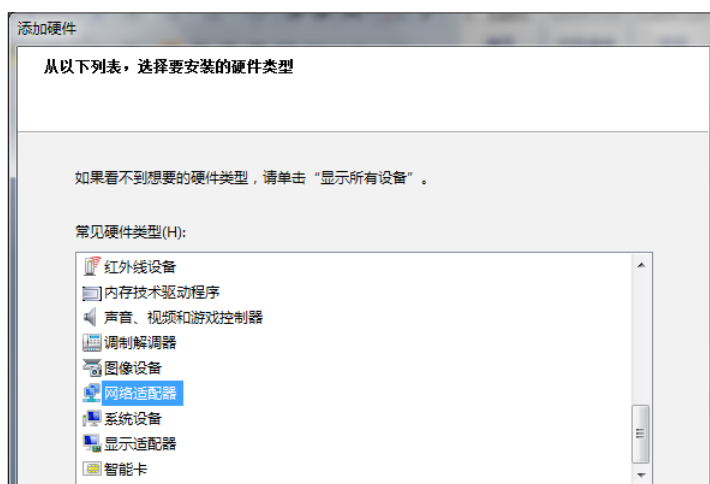 添加硬件
从以下列表，选择要安装的硬件类型
如果看不到想要的硬件类型，请单击“显示所有设备”。
常见硬件类型(H):
红外线设备
内存技术驱动程序
声音、视频和游戏控制器
调制解调器
图像设备
网络适配器
系统设备
显示适配器
智能卡